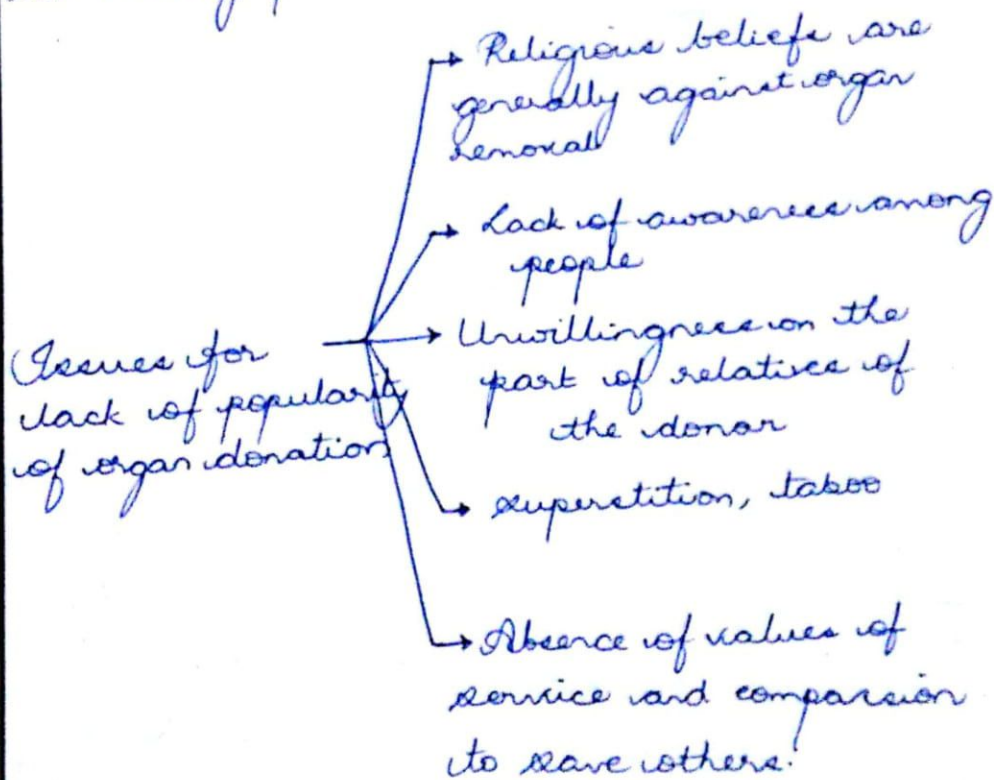 Religious beliefs are
generally against organ
removal
Lack of awareness among
people
Unwillingness on the
part of relatives of
the donor
Issues for
lack of popularity
of organ donation
superstition, taboo
Absence of values of
service and compassion
to save others.